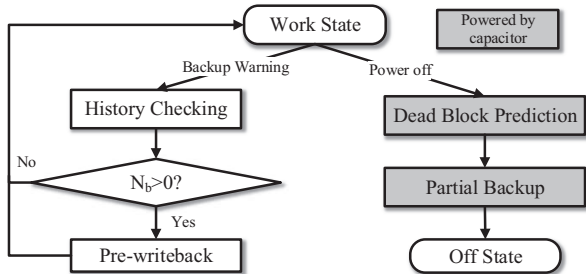 Work State
Powered by
capacitor
Backup Warning
Power off
History Checking
Dead Block Prediction
No
N_b>0?
Partial Backup
Yes
Pre-writeback
Off State